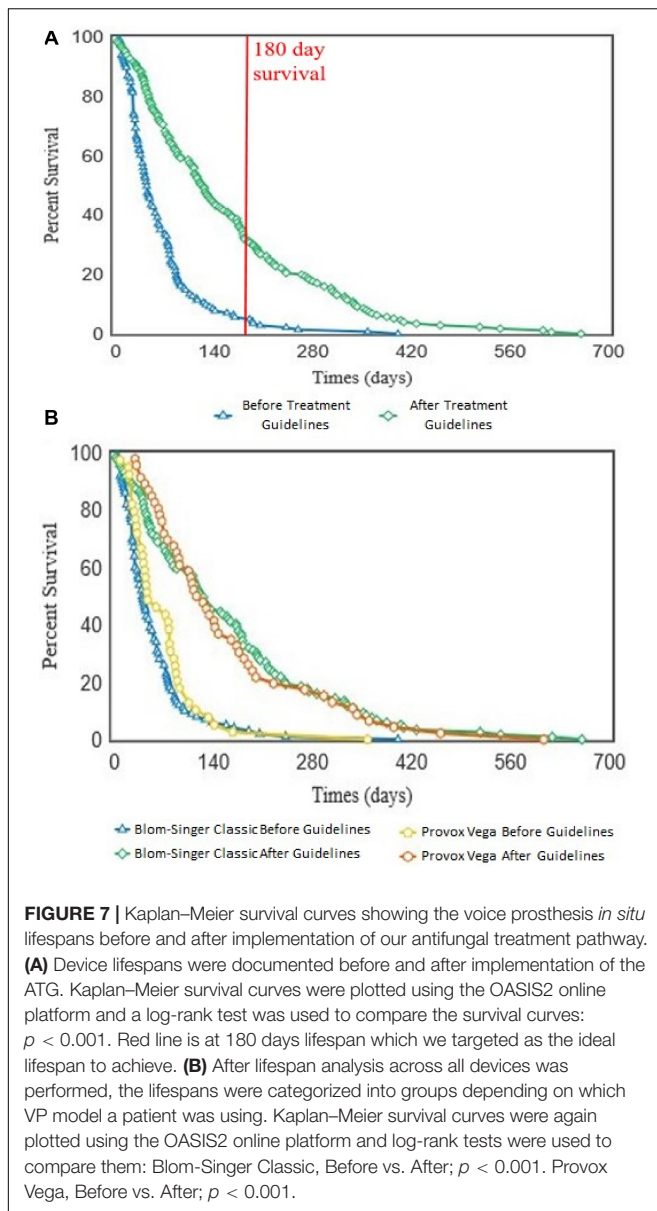 A
100
80
60
40
20
0
Percent Survival
180 day
survival
0 140 280 420 560 700
Times (days)
Before Treatment
Guidelines
After Treatment
Guidelines
B
100
80
60
40
20
0
Percent Survival
0 140 280 420 560 700
Times (days)
Blom-Singer Classic Before Guidelines
Provox Vega Before Guidelines
Blom-Singer Classic After Guidelines
Provox Vega After Guidelines
FIGURE 7 | Kaplan–Meier survival curves showing the voice prosthesis in situ
lifespans before and after implementation of our antifungal treatment pathway.
(A) Device lifespans were documented before and after implementation of the
ATG. Kaplan–Meier survival curves were plotted using the OASIS2 online
platform and a log-rank test was used to compare the survival curves:
p < 0.001. Red line is at 180 days lifespan which we targeted as the ideal
lifespan to achieve. (B) After lifespan analysis across all devices was
performed, the lifespans were categorized into groups depending on which
VP model a patient was using. Kaplan–Meier survival curves were again
plotted using the OASIS2 online platform and log-rank tests were used to
compare them: Blom-Singer Classic, Before vs. After; p < 0.001. Provox
Vega, Before vs. After; p < 0.001.